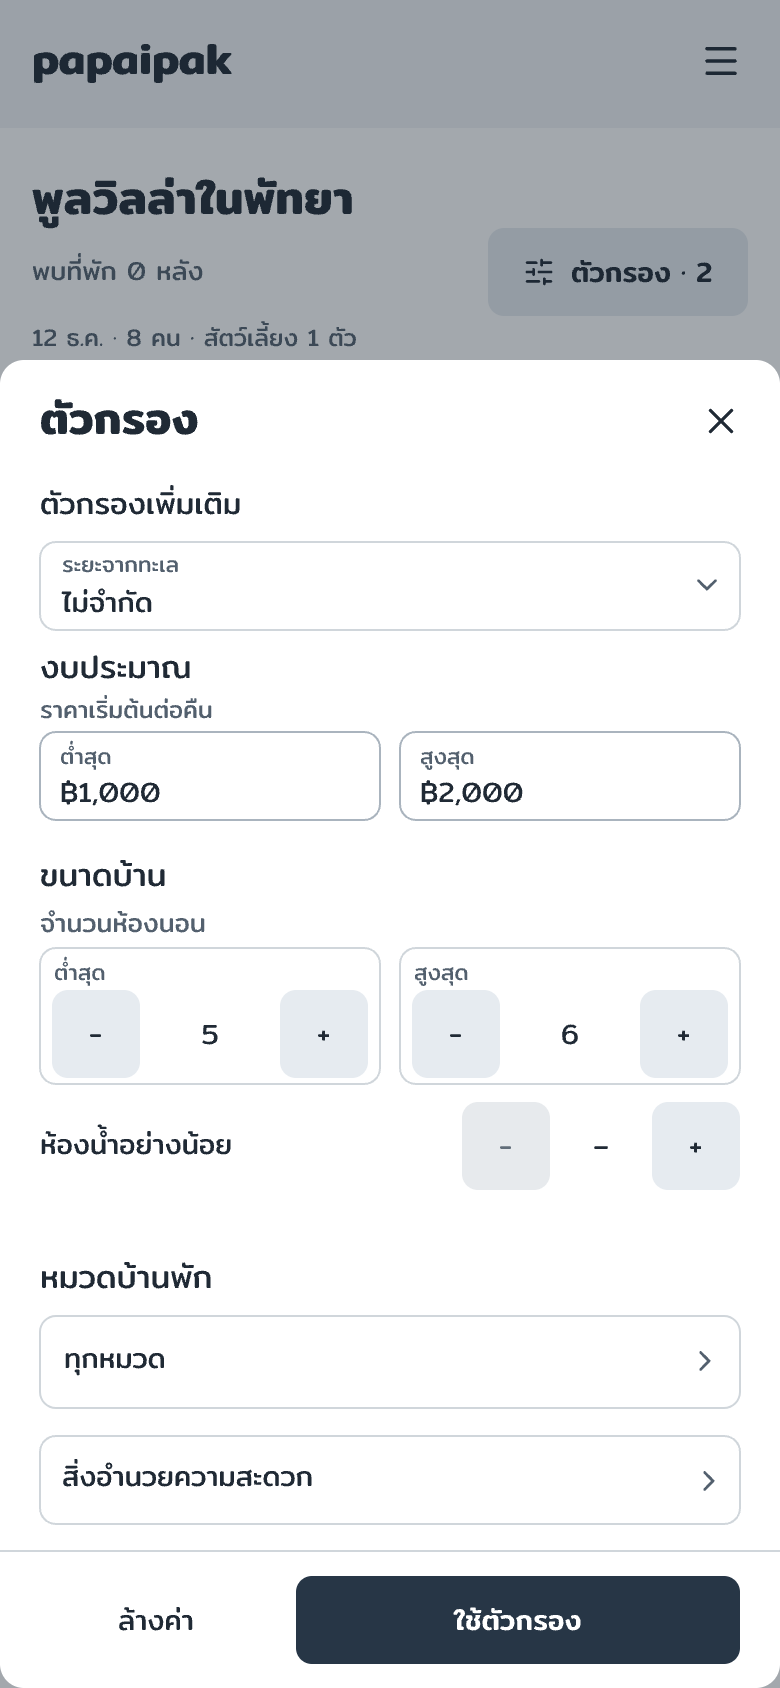 papaipak
พูลวิลล่าในพัทยา
พบที่พัก 0 หลัง
ตัวกรอง · 2
12 ธ.ค. · 8 คน · สัตว์เลี้ยง 1 ตัว
ตัวกรอง
ตัวกรองเพิ่มเติม
ระยะจากทะเล
ไม่จำกัด
งบประมาณ
ราคาเริ่มต้นต่อคืน
ต่ำสุด
฿1,000
สูงสุด
฿2,000
ขนาดบ้าน
จำนวนห้องนอน
ต่ำสุด
- 5 +
สูงสุด
- 6 +
ห้องน้ำอย่างน้อย - – +
หมวดบ้านพัก
ทุกหมวด
สิ่งอำนวยความสะดวก
ล้างค่า
ใช้ตัวกรอง